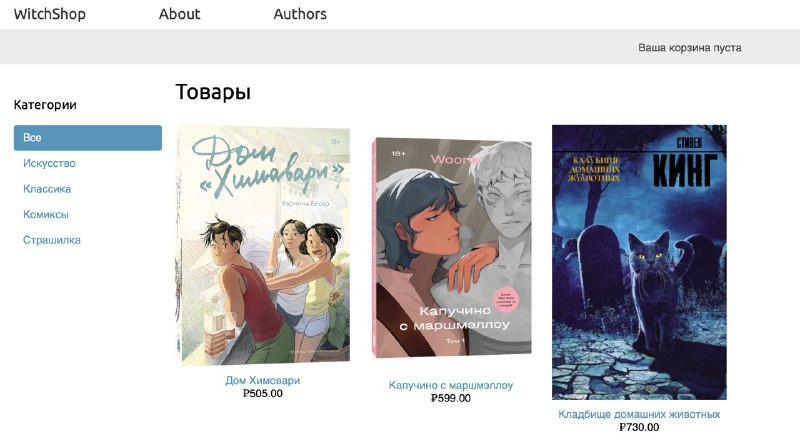 WitchShop About Authors
Ваша корзина пуста
Категории
Все
Искусство
Классика
Комиксы
Страшилка
Товары
18+
Дом
«Химавари»
Хармони Бекер
Дом Химовари
₽505.00
18+
Woonak
Капучино
с маршмэллоу
Том 1
Капучино с маршмэллоу
₽599.00
СТИВЕН
КИНГ
КЛАДБИЩЕ
ДОМАШНИХ
ЖИВОТНЫХ
Кладбище домашних животных
₽730.00